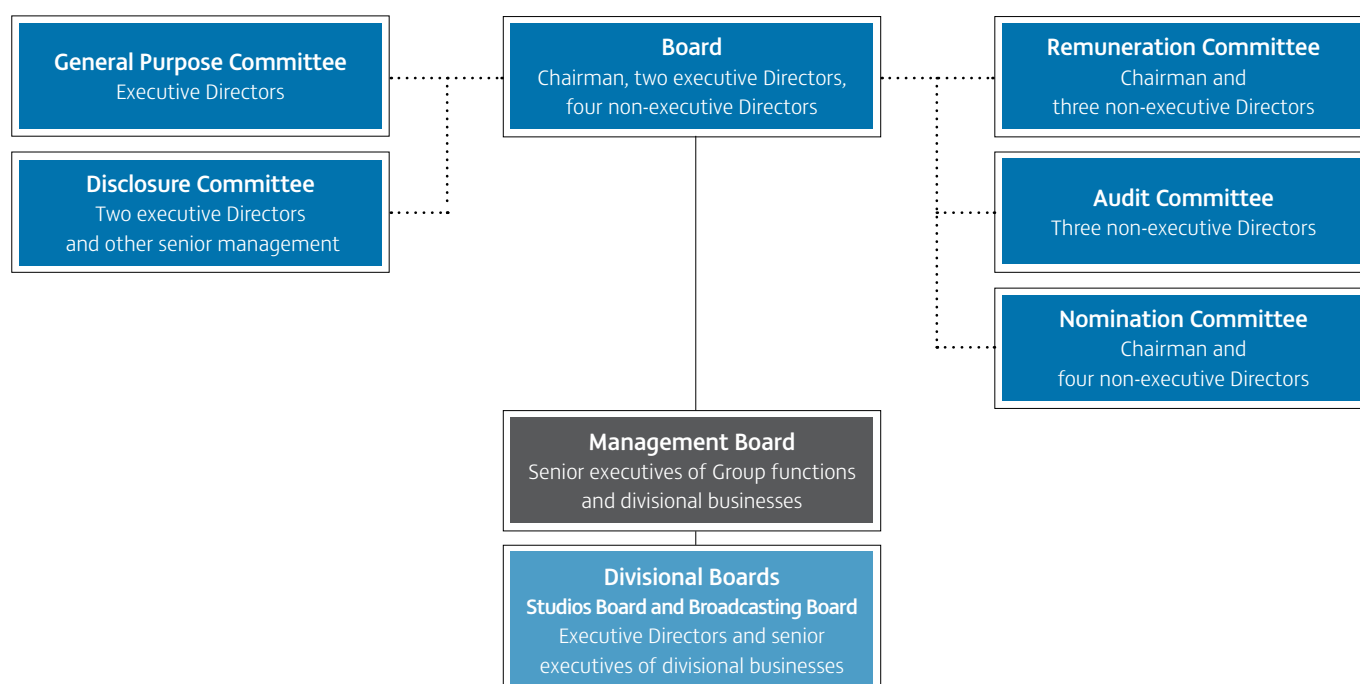 General Purpose Committee
Executive Directors
Disclosure Committee
Two executive Directors
and other senior management
Board
Chairman, two executive Directors,
four non-executive Directors
Remuneration Committee
Chairman and
three non-executive Directors
Audit Committee
Three non-executive Directors
Nomination Committee
Chairman and
four non-executive Directors
Management Board
Senior executives of Group functions
and divisional businesses
Divisional Boards
Studios Board and Broadcasting Board
Executive Directors and senior
executives of divisional businesses